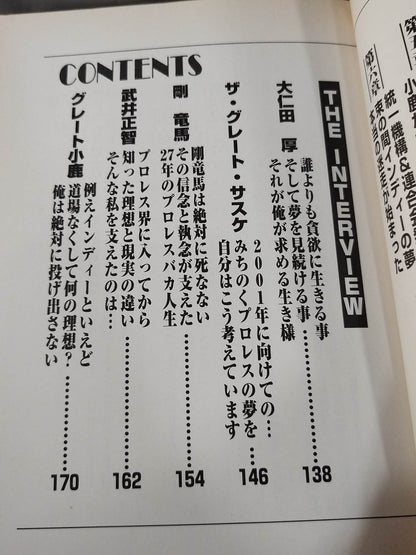 第六章
統一機構&連合
CONTENTS
THE INTERVIEW
大仁田 厚
誰よりも貪欲に生きる事
そして夢を見続ける事…
それが俺が求める生き様
138
ザ・グレート・サスケ
2001年に向けての…
みちのくプロレスの夢を
自分はこう考えています
146
剛 竜馬
剛竜馬は絶対に死なない
その信念と執念が支えた
27年のプロレスバカ人生
154
武井正智
プロレス界に入ってから
知った理想と現実の違い
そんな私を支えたのは…
162
グレート小鹿
例えインディーといえど
道場なくして何の理想?
俺は絶対に投げ出さない
170